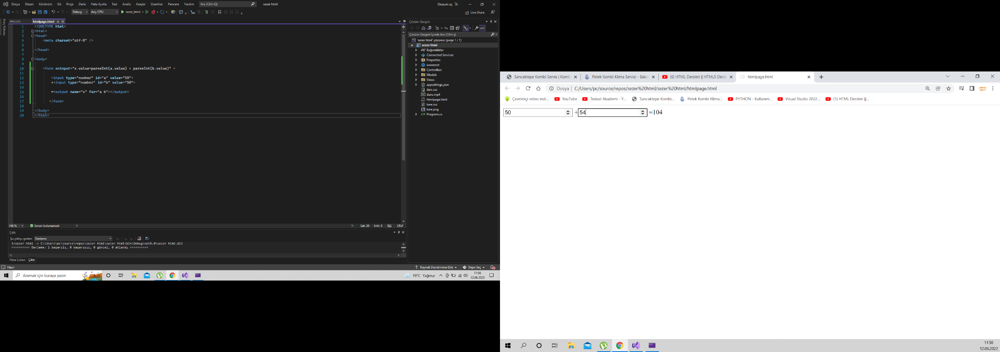 Dosya Düzen Görünüm Git Proje Derle Hata Ayıkla Test Analiz Araçlar Uzantılar Pencere Yardım Ara (Ctrl+Q) sezer html Oturum aç
Debug Any CPU sezer_html Live Share
Araç Kutusu
ders.css htmlpage.html
1 <!DOCTYPE html>
2 <html>
3 <head>
4 <meta charset="utf-8" />
5
6 </head>
7
8 <body>
9
10 <form oninput="x.value=parseInt(a.value) + parseInt(b.value)" >
11
12 <input type="number" id="a" value="50">
13 +<input type="number" id="b" value="50">
14
15 =<output name="x" for="a b"></output>
16
17 </form>
18
19 </body>
20 </html>
106 % Sorun bulunamadı Sat: 20 Krkt: 8 BŞL CRLF
Çıktı
Şu çıktıyı göster: Derleme
1>sezer html -> C:\Users\pc\source\repos\sezer html\sezer html\bin\Debug\net6.0\sezer html.dll
========== Derleme: 1 başarılı, 0 başarısız, 0 güncel, 0 atlandı ==========
Hata Listesi Çıktı
Hazır Kaynak Denetimine Ekle Depo Seç 2
Çözüm Gezgini
Çözüm Gezgini İçinde Ara (Ctrl+ş)
'sezer html' çözümü (proje 1 / 1)
sezer html
Bağımlılıklar
Connected Services
Properties
wwwroot
Controllers
Models
Views
appsettings.json
ders.css
duru.mp4
htmlpage.html
kare.ico
kare.png
C# Program.cs
Aramak için buraya yazın 19°C Yağmur 11:56
12.06.2022
Sancaktepe Kombi Servis | Kombi Petek Kombi Klima Servisi - Bakım (6) HTML Dersleri || HTML5 Dersle htmlpage.html
Dosya | C:/Users/pc/source/repos/sezer%20html/sezer%20html/htmlpage.html
Çevrimiçi video indi... YouTube Tesisat Akademi - Y... Sancaktepe Kombi... Petek Kombi Klima... PYTHON - Kullanım... Visual Studio 2022... (1) HTML Dersleri ||...
50 +54 =104
11:56
12.06.2022